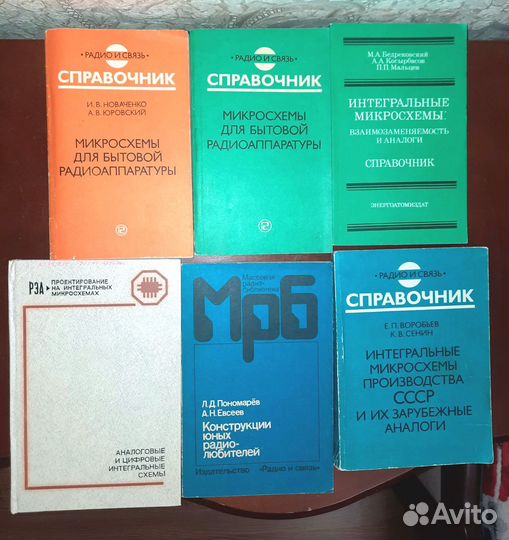 • РАДИО И СВЯЗЬ •
СПРАВОЧНИК
И.В. НОВАЧЕНКО
А.В. ЮРОВСКИЙ
МИКРОСХЕМЫ
ДЛЯ БЫТОВОЙ
РАДИОАППАРАТУРЫ
• РАДИО И СВЯЗЬ •
СПРАВОЧНИК
МИКРОСХЕМЫ
ДЛЯ БЫТОВОЙ
РАДИОАППАРАТУРЫ
М.А. Бедрековский
А.А. Косырбасов
П.П. Мальцев
ИНТЕГРАЛЬНЫЕ
МИКРОСХЕМЫ:
ВЗАИМОЗАМЕНЯЕМОСТЬ
И АНАЛОГИ
СПРАВОЧНИК
ЭНЕРГОАТОМИЗДАТ
РЭА ПРОЕКТИРОВАНИЕ
НА ИНТЕГРАЛЬНЫХ
МИКРОСХЕМАХ
АНАЛОГОВЫЕ
И ЦИФРОВЫЕ
ИНТЕГРАЛЬНЫЕ
СХЕМЫ
Массовая
радио-
библиотека
Мрб
Л.Д. Пономарёв
А.Н. Евсеев
Конструкции
юных
радио-
любителей
Издательство «Радио и связь»
• РАДИО И СВЯЗЬ •
СПРАВОЧНИК
Е.П. ВОРОБЬЕВ
К.В. СЕНИН
ИНТЕГРАЛЬНЫЕ
МИКРОСХЕМЫ
ПРОИЗВОДСТВА
СССР
И ИХ ЗАРУБЕЖНЫЕ
АНАЛОГИ
Avito